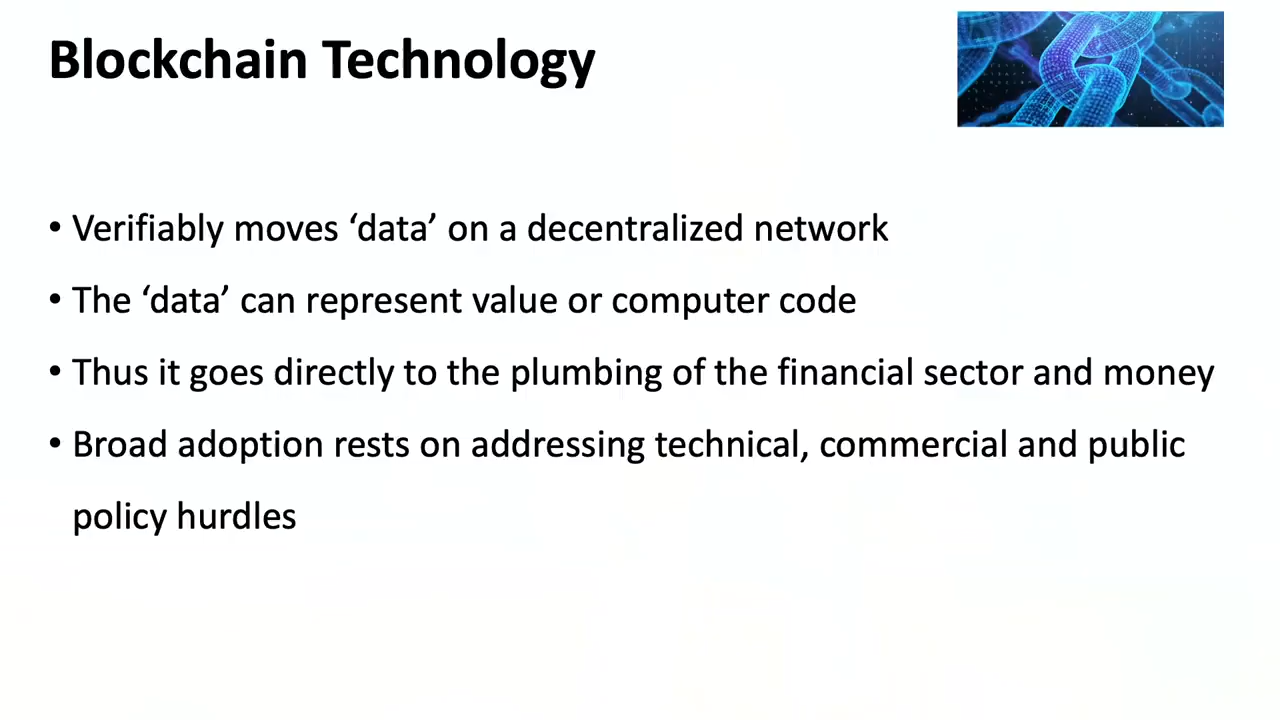 Blockchain Technology
• Verifiably moves ‘data’ on a decentralized network
• The ‘data’ can represent value or computer code
• Thus it goes directly to the plumbing of the financial sector and money
• Broad adoption rests on addressing technical, commercial and public
policy hurdles